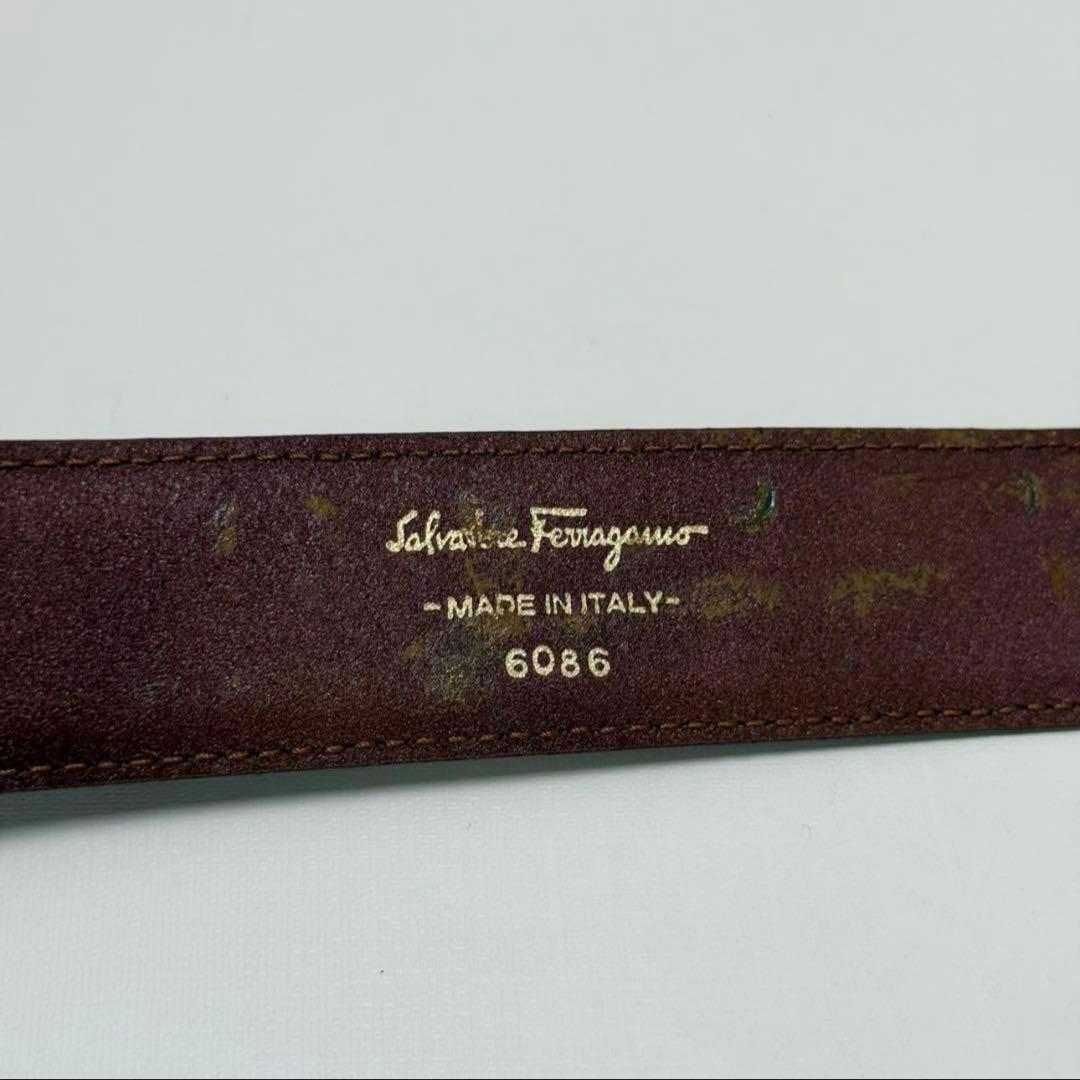 Salvatore Ferragamo
-MADE IN ITALY-
6086